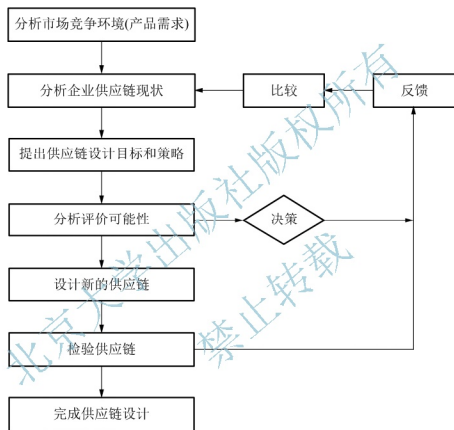 分析市场竞争环境(产品需求)
分析企业供应链现状
比较
反馈
提出供应链设计目标和策略
分析评价可能性
决策
设计新的供应链
检验供应链
完成供应链设计
北京大学出版社版权所有
禁止转载